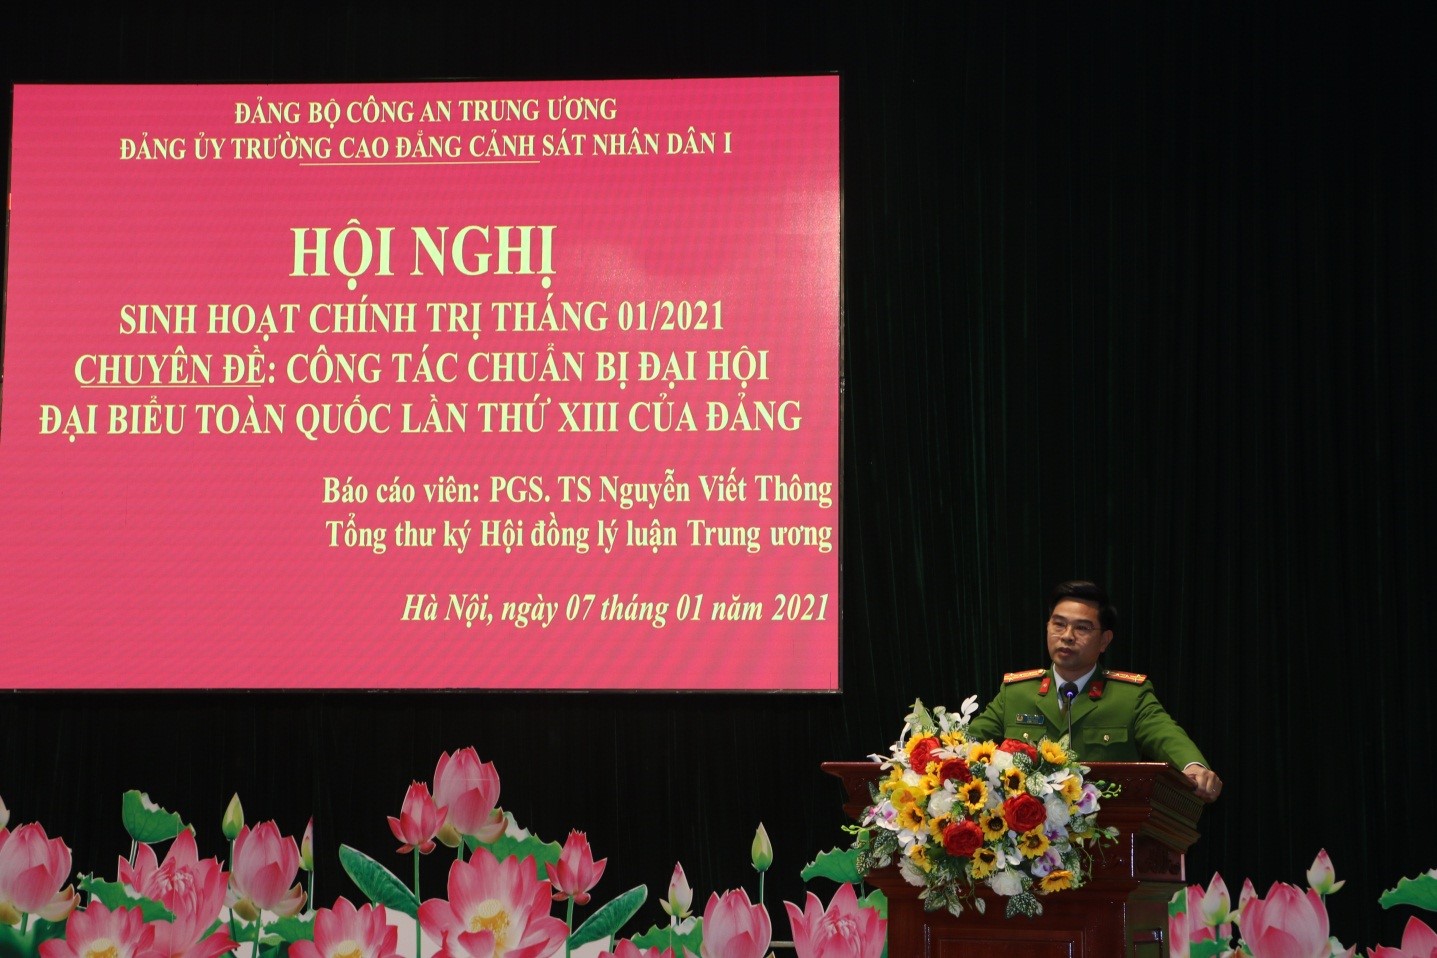 ĐẢNG BỘ CÔNG AN TRUNG ƯƠNG
ĐẢNG ỦY TRƯỜNG CAO ĐẲNG CẢNH SÁT NHÂN DÂN I
HỘI NGHỊ
SINH HOẠT CHÍNH TRỊ THÁNG 01/2021
CHUYÊN ĐỀ: CÔNG TÁC CHUẨN BỊ ĐẠI HỘI
ĐẠI BIỂU TOÀN QUỐC LẦN THỨ XIII CỦA ĐẢNG
Báo cáo viên: PGS. TS Nguyễn Viết Thông
Tổng thư ký Hội đồng lý luận Trung ương
Hà Nội, ngày 07 tháng 01 năm 2021